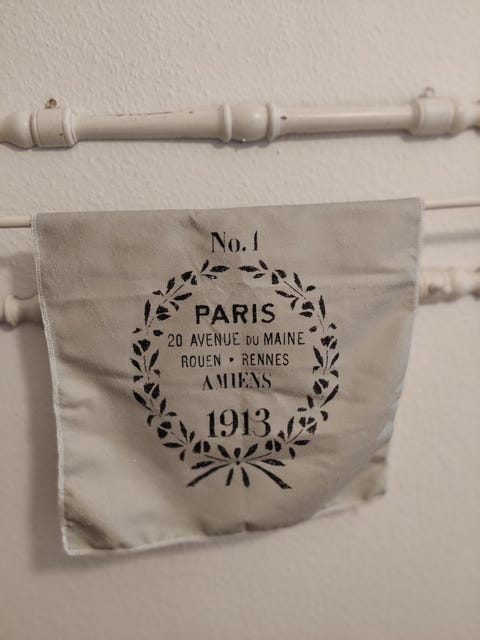 No.1
PARIS
20 AVENUE DU MAINE
ROUEN • RENNES
AMIENS
1913